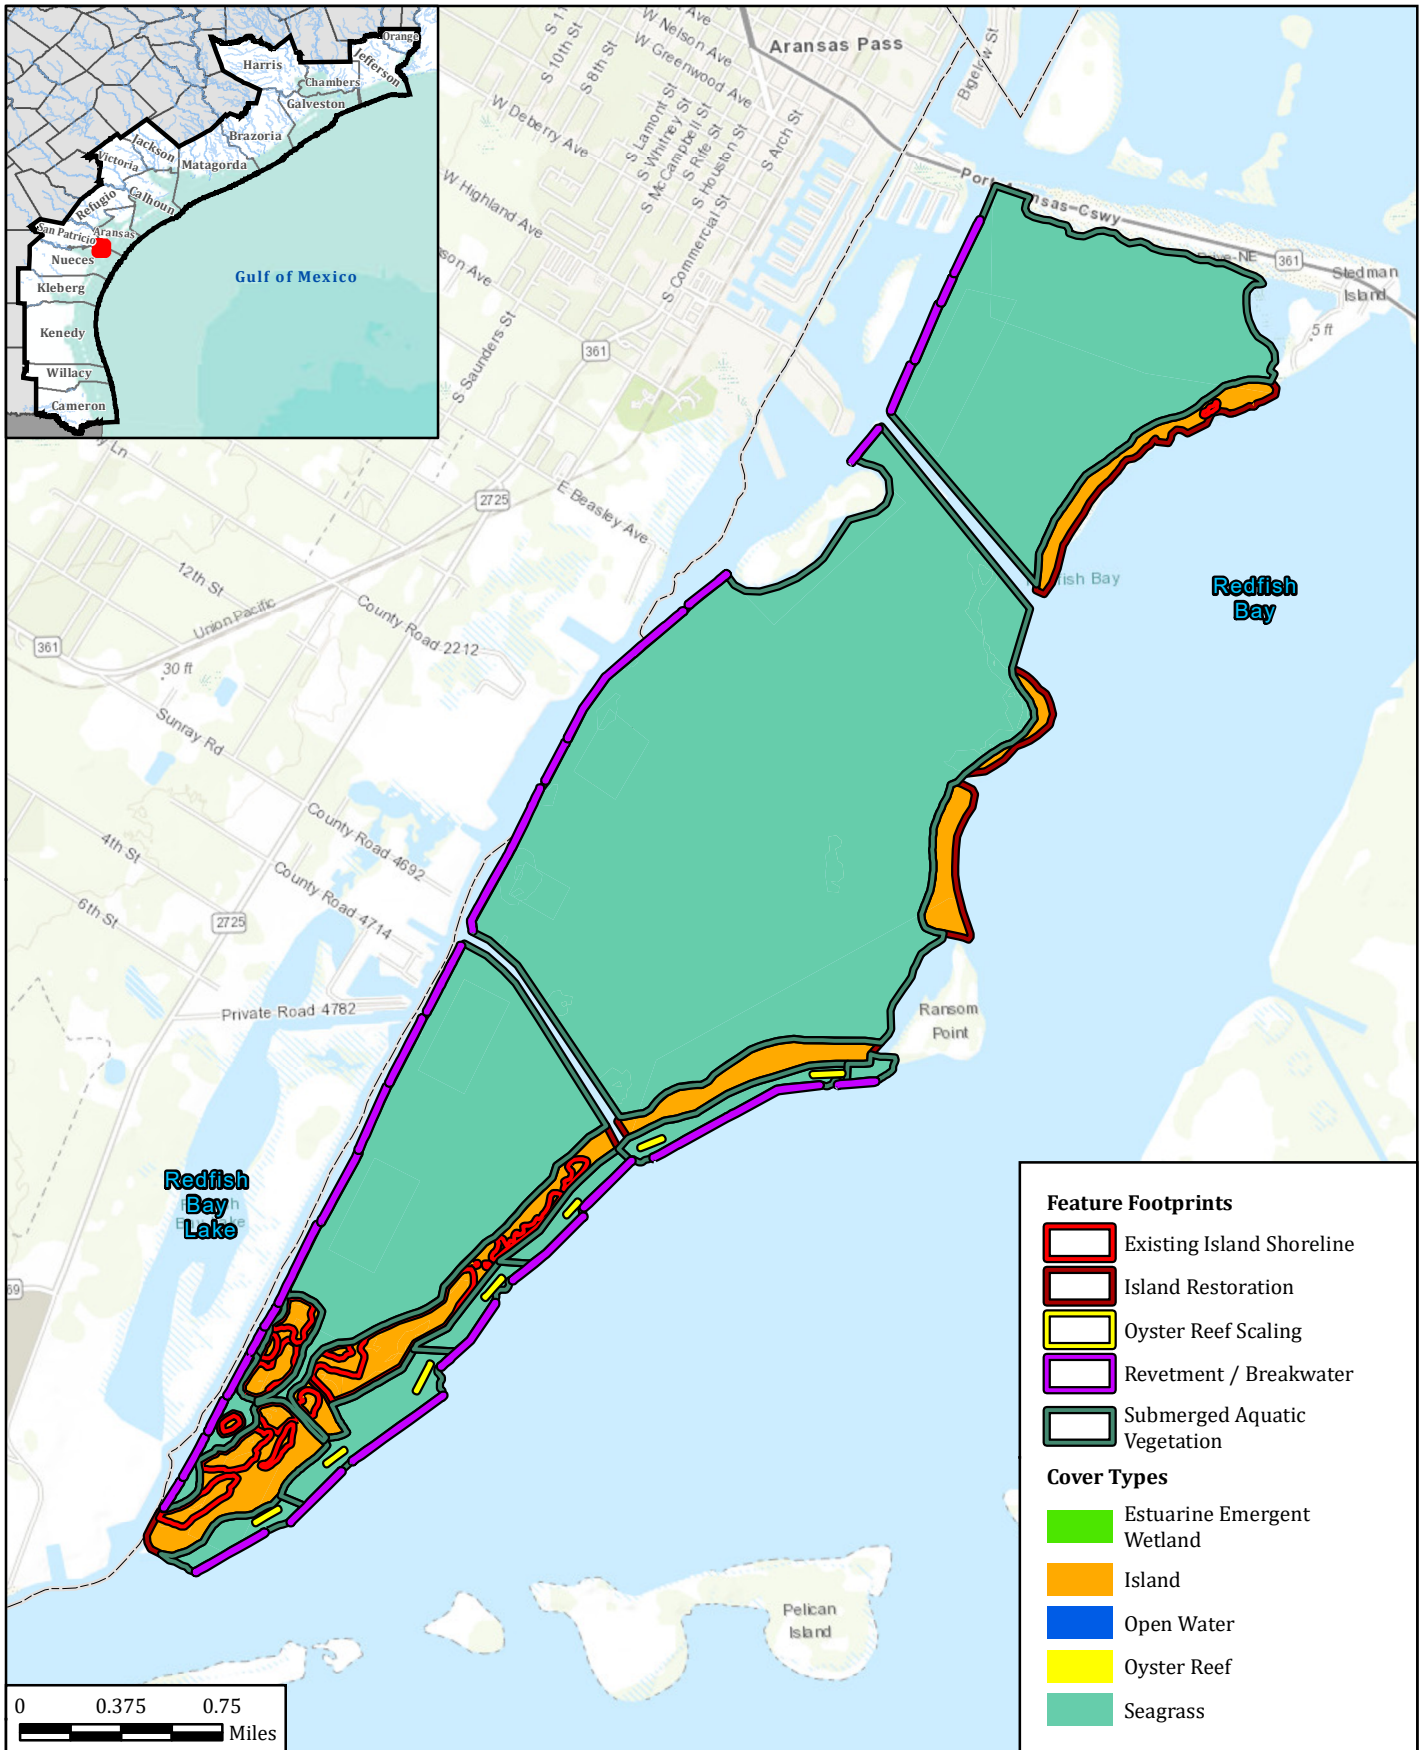 Orange
Harris
Jefferson
Chambers
Galveston
Brazoria
Jackson
Victoria
Matagorda
Calhoun
Refugio
San Patricio
Aransas
Nueces
Kleberg
Kenedy
Willacy
Cameron
Gulf of Mexico
W Nelson Ave
W Greenwood Ave
Aransas Pass
S 10th St
S 8th St
Bigelow St
W Deberry Ave
S Lamont St
S Whitney St
S McCampbell St
S Rife St
S Houston St
S Arch St
W Highland Ave
S Commercial St
S Saunders St
361
361
Stedman
Island
5 ft
2725
E Beasley Ave
12th St
Union Pacific
County Road 2212
361
30 ft
Sunray Rd
Redfish
Bay
County Road 4692
4th St
County Road 4714
6th St
2725
Private Road 4782
Ransom
Point
Redfish
Bay
Lake
Pelican
Island
Feature Footprints
Existing Island Shoreline
Island Restoration
Oyster Reef Scaling
Revetment / Breakwater
Submerged Aquatic
Vegetation
Cover Types
Estuarine Emergent
Wetland
Island
Open Water
Oyster Reef
Seagrass
0 0.375 0.75
Miles